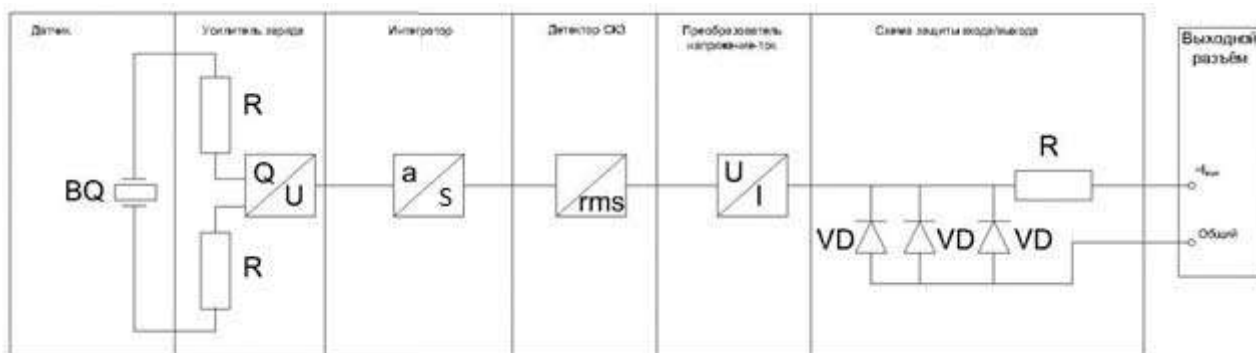 Датчик
Усилитель заряда
Интегратор
Детектор СКЗ
Преобразователь
напряжение-ток
Схема защиты входа/выхода
Выходной
разъём
R
BQ
Q
U
a
S
rms
U
I
R
VD
VD
VD
Общий
R